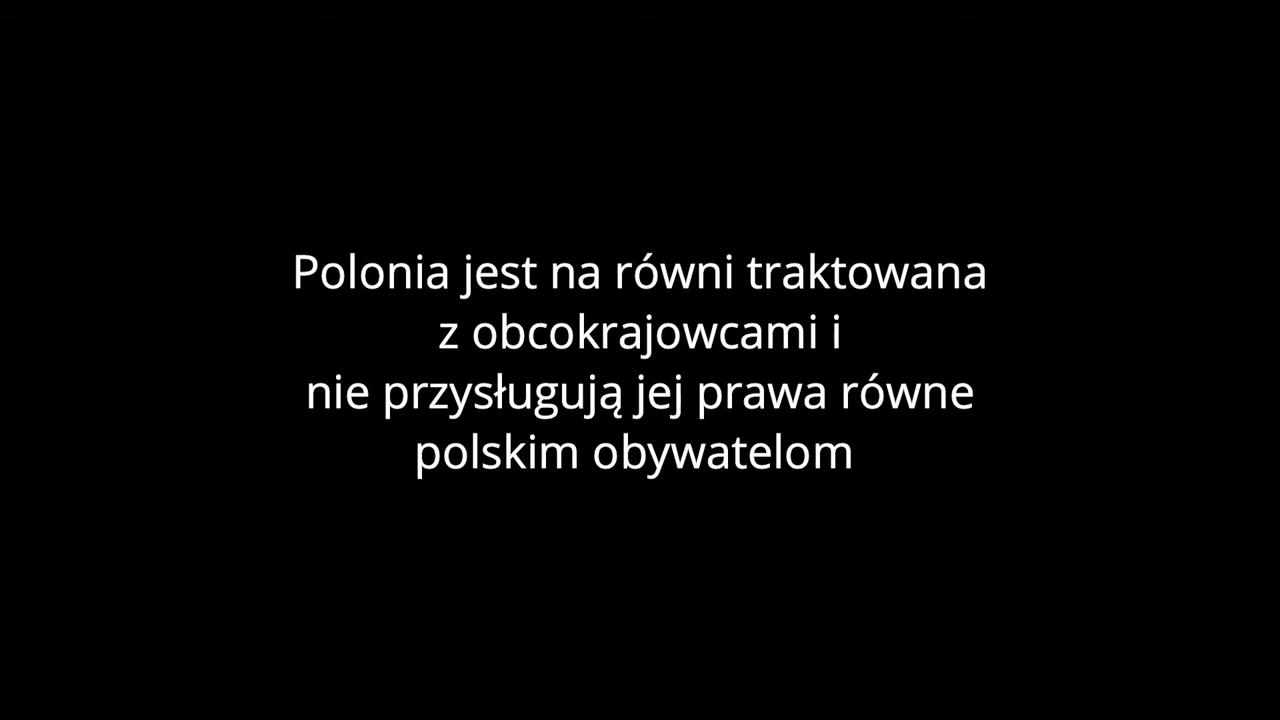 Polonia jest na równi traktowana
z obcokrajowcami i
nie przysługują jej prawa równe
polskim obywatelom